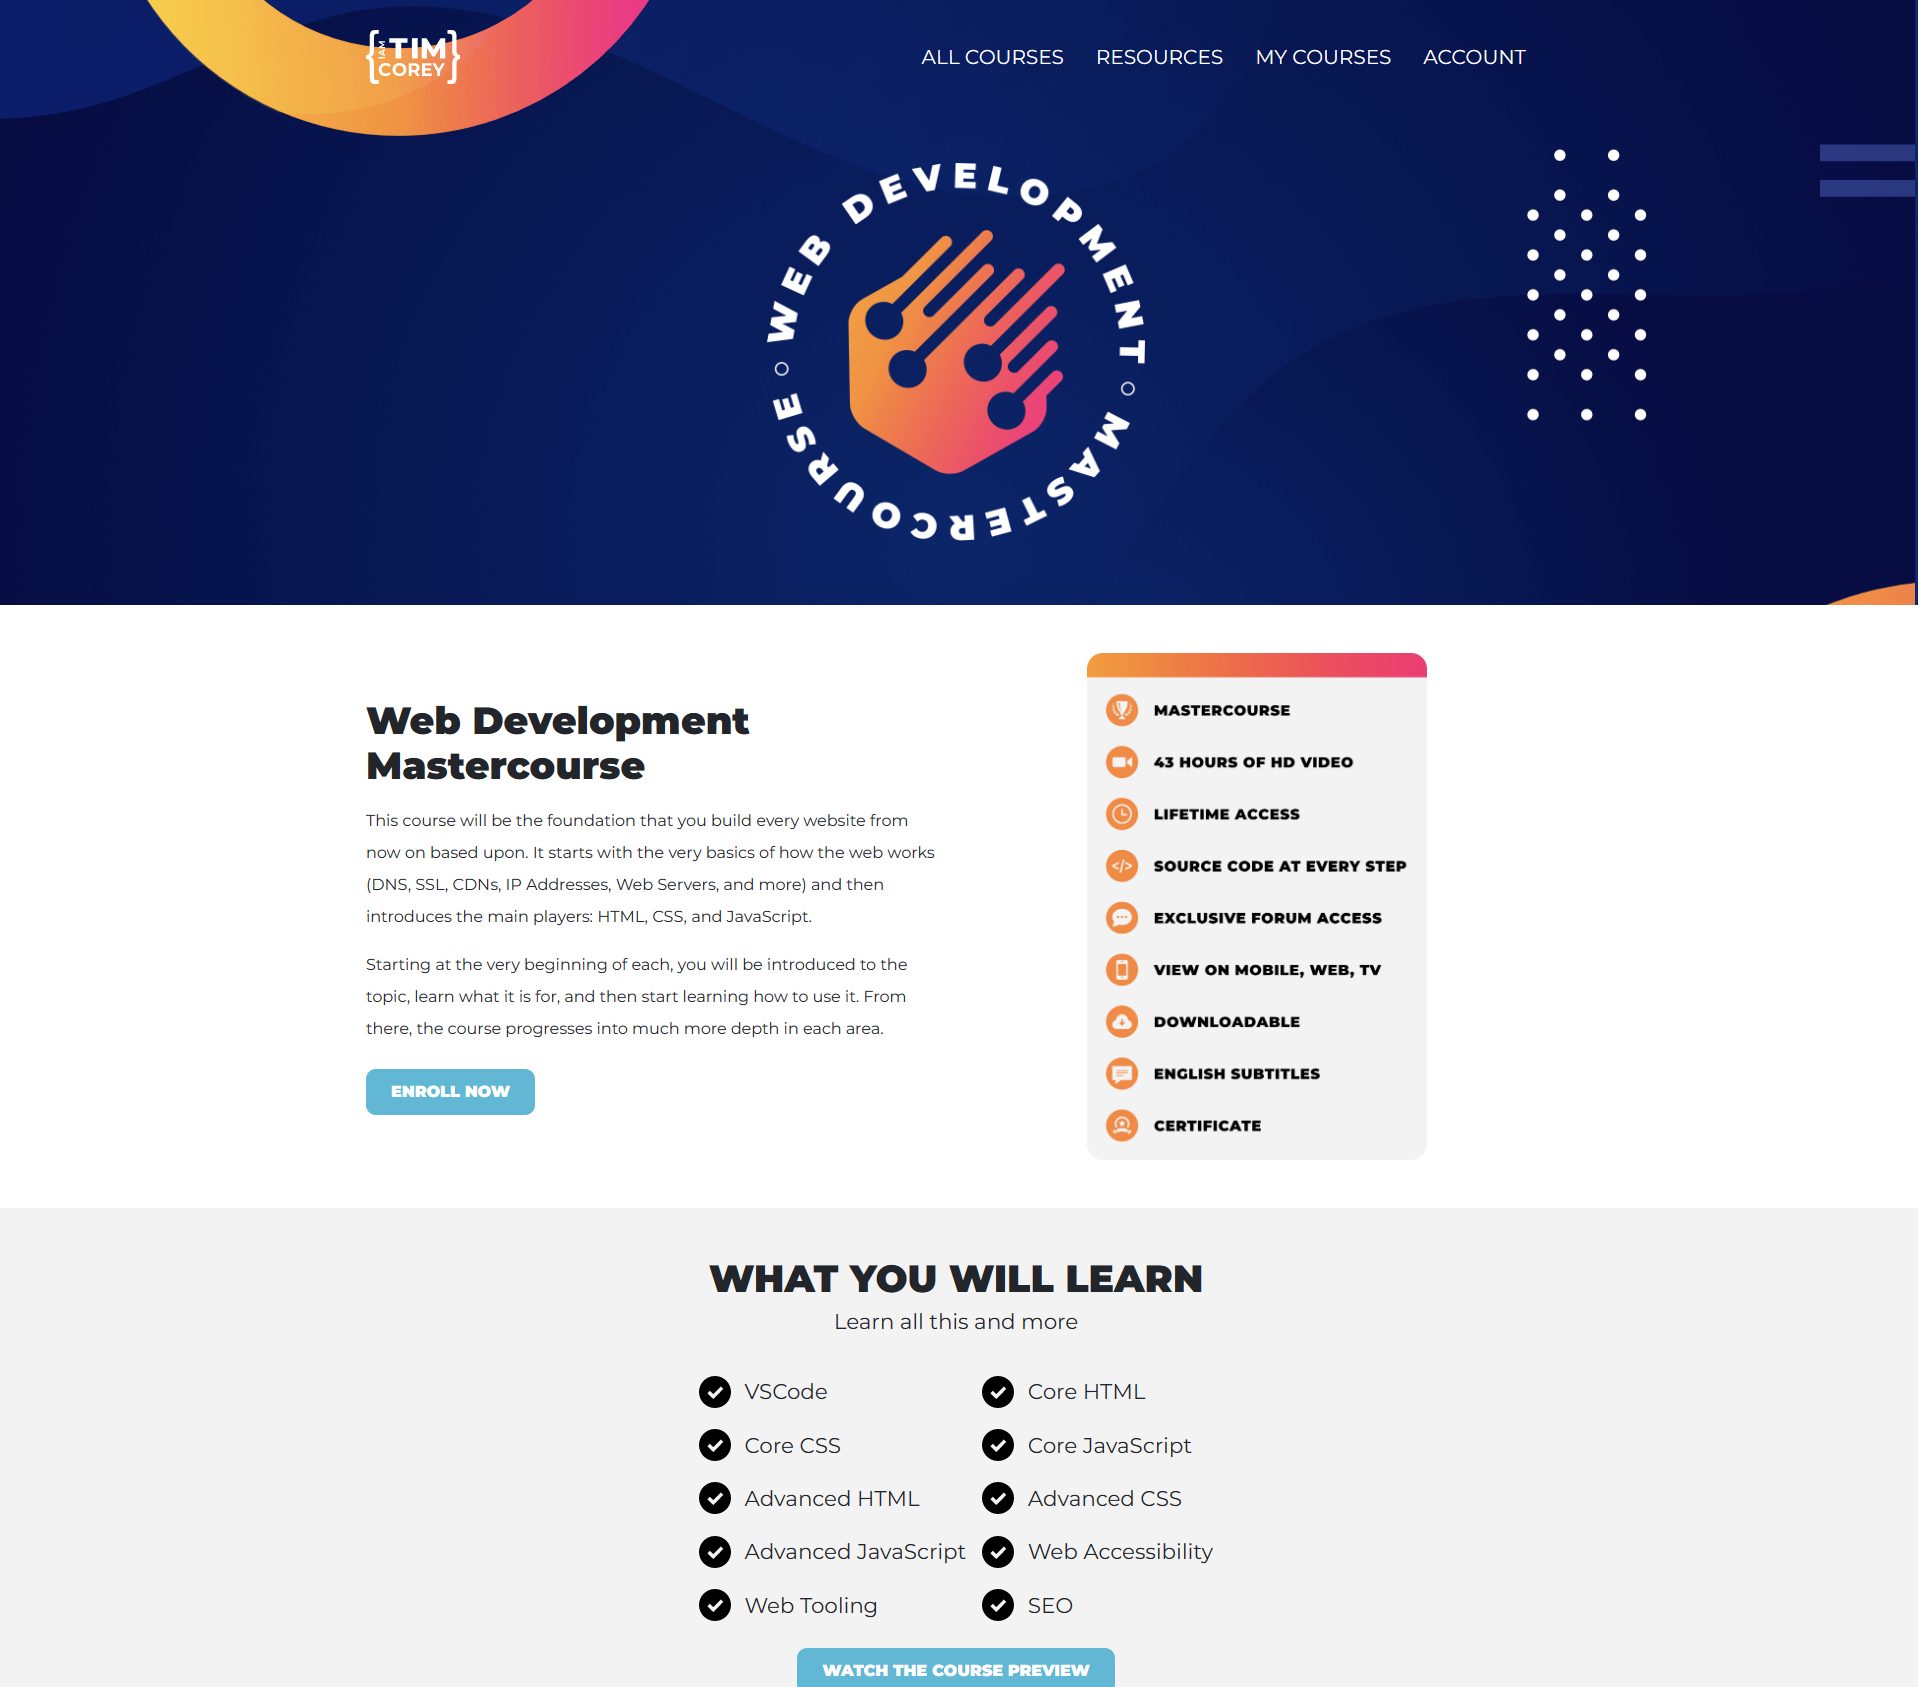 {I AM TIM
COREY}
ALL COURSES RESOURCES MY COURSES ACCOUNT
WEB DEVELOPMENT
MASTERCOURSE
Web Development
Mastercourse
This course will be the foundation that you build every website from
now on based upon. It starts with the very basics of how the web works
(DNS, SSL, CDNs, IP Addresses, Web Servers, and more) and then
introduces the main players: HTML, CSS, and JavaScript.
Starting at the very beginning of each, you will be introduced to the
topic, learn what it is for, and then start learning how to use it. From
there, the course progresses into much more depth in each area.
ENROLL NOW
MASTERCOURSE
43 HOURS OF HD VIDEO
LIFETIME ACCESS
SOURCE CODE AT EVERY STEP
EXCLUSIVE FORUM ACCESS
VIEW ON MOBILE, WEB, TV
DOWNLOADABLE
ENGLISH SUBTITLES
CERTIFICATE
WHAT YOU WILL LEARN
Learn all this and more
VSCode Core HTML
Core CSS Core JavaScript
Advanced HTML Advanced CSS
Advanced JavaScript Web Accessibility
Web Tooling SEO
WATCH THE COURSE PREVIEW